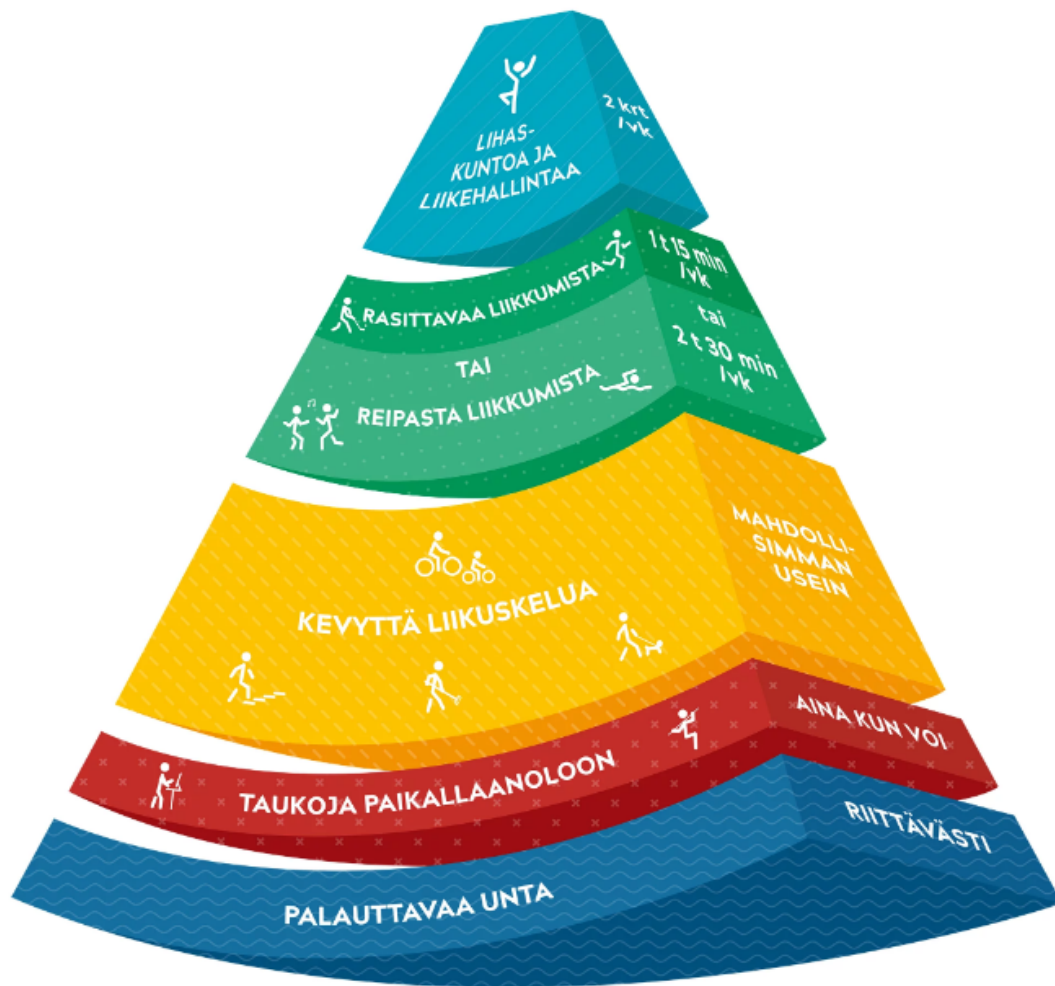 LIHAS-
KUNTOA JA
LIIKEHALLINTAA
2 krt
/vk
RASITTAVAA LIIKKUMISTA
1 t 15 min
/vk
TAI
REIPASTA LIIKKUMISTA
tai
2 t 30 min
/vk
KEVYTTÄ LIIKUSKELUA
MAHDOLLI-
SIMMAN
USEIN
TAUKOJA PAIKALLAANOLOON
AINA KUN VOI
PALAUTTAVAA UNTA
RIITTÄVÄSTI